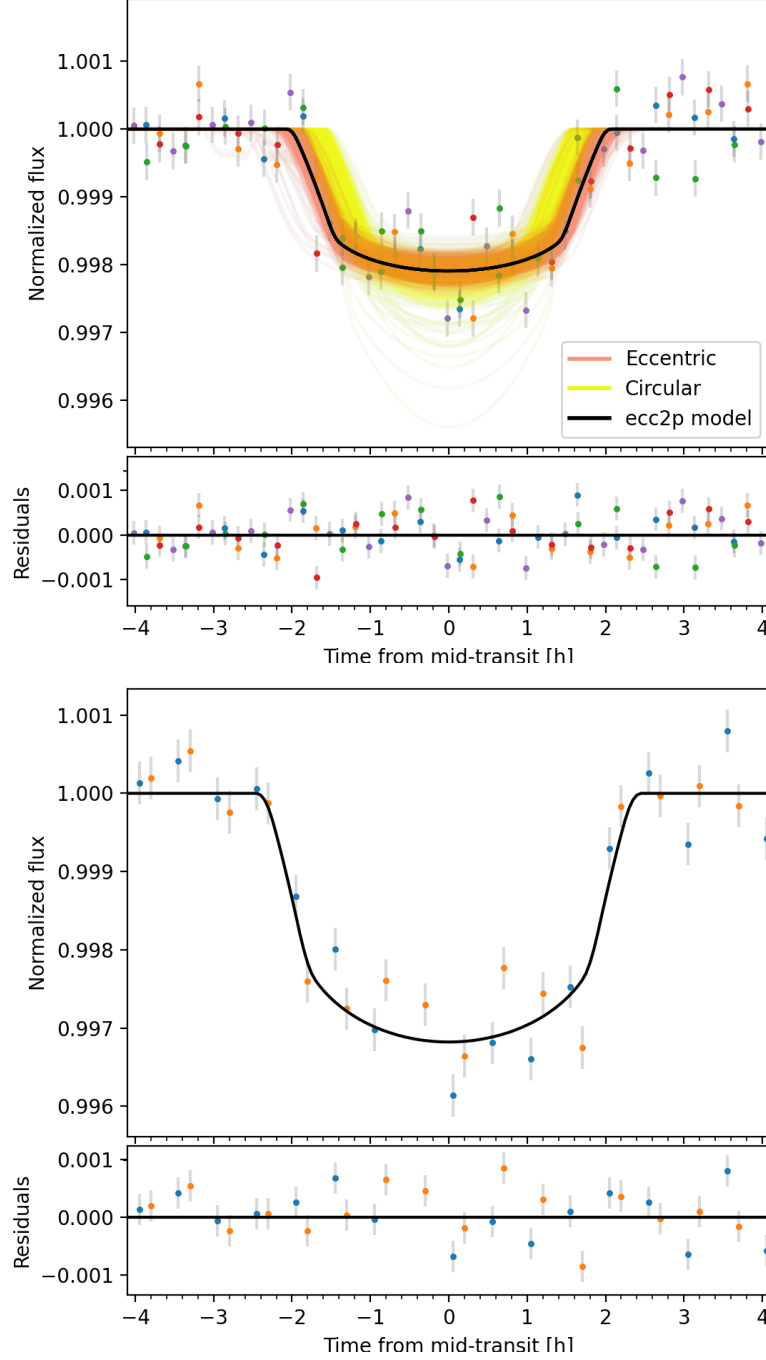 1.001
1.000
0.999
0.998
0.997
0.996
Normalized flux
Eccentric
Circular
ecc2p model
0.001
0.000
−0.001
Residuals
−4 −3 −2 −1 0 1 2 3 4
Time from mid-transit [h]
1.001
1.000
0.999
0.998
0.997
0.996
Normalized flux
0.001
0.000
−0.001
Residuals
−4 −3 −2 −1 0 1 2 3 4
Time from mid-transit [h]